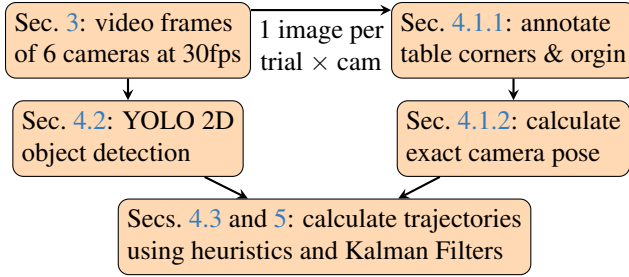 Sec. 3: video frames
of 6 cameras at 30fps
1 image per
trial × cam
Sec. 4.1.1: annotate
table corners & orgin
Sec. 4.2: YOLO 2D
object detection
Sec. 4.1.2: calculate
exact camera pose
Secs. 4.3 and 5: calculate trajectories
using heuristics and Kalman Filters